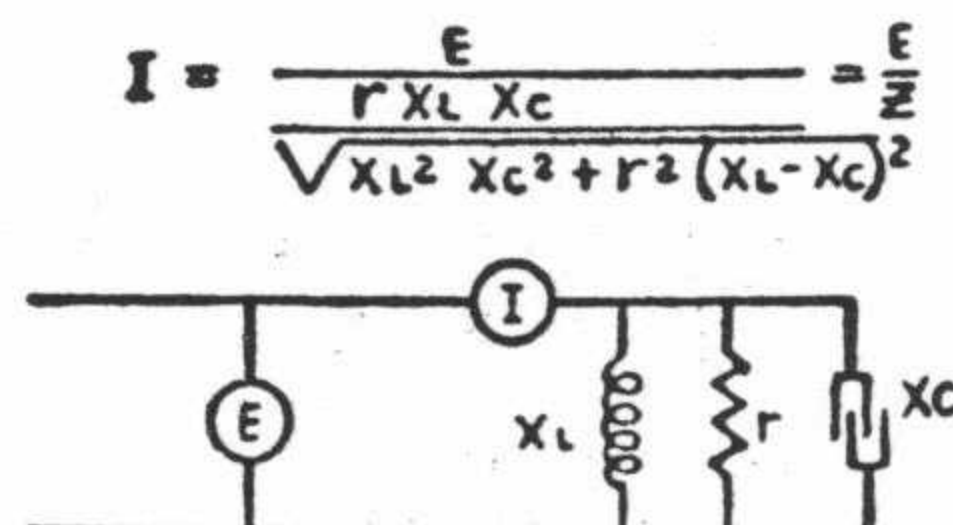 I = E = E
r XL XC Z
√XL² XC² + r² (XL - XC)²
I
E XL r XC